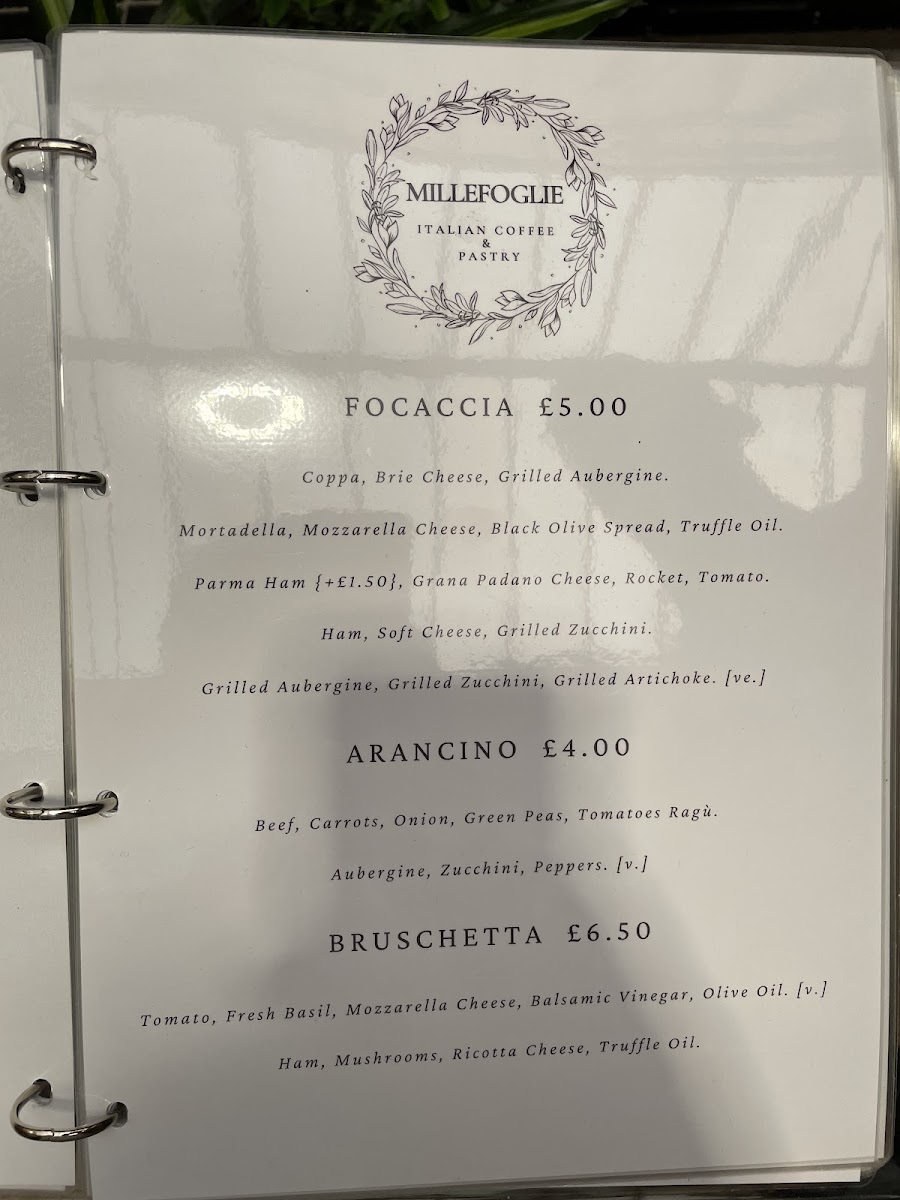 MILLEFOGLIE
ITALIAN COFFEE
&
PASTRY
FOCACCIA £5.00
Coppa, Brie Cheese, Grilled Aubergine.
Mortadella, Mozzarella Cheese, Black Olive Spread, Truffle Oil.
Parma Ham {+£1.50}, Grana Padano Cheese, Rocket, Tomato.
Ham, Soft Cheese, Grilled Zucchini.
Grilled Aubergine, Grilled Zucchini, Grilled Artichoke. [ve.]
ARANCINO £4.00
Beef, Carrots, Onion, Green Peas, Tomatoes Ragù.
Aubergine, Zucchini, Peppers. [v.]
BRUSCHETTA £6.50
Tomato, Fresh Basil, Mozzarella Cheese, Balsamic Vinegar, Olive Oil. [v.]
Ham, Mushrooms, Ricotta Cheese, Truffle Oil.